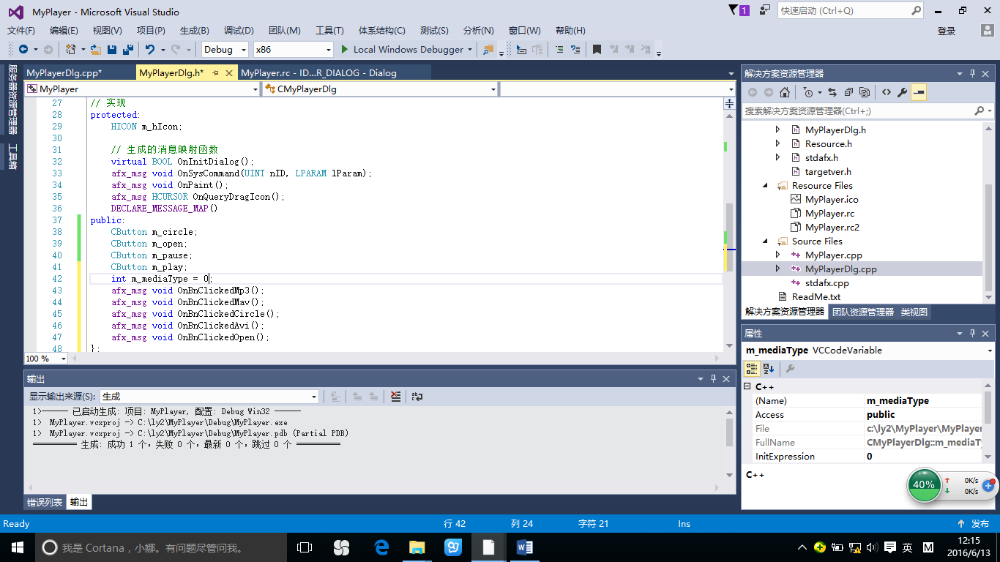 MyPlayer - Microsoft Visual Studio
1
快速启动 (Ctrl+Q)
文件(F) 编辑(E) 视图(V) 项目(P) 生成(B) 调试(D) 团队(M) 工具(T) 体系结构(C) 测试(S) 分析(N) 窗口(W) 帮助(H)
登录
Debug x86 Local Windows Debugger
服务器资源管理器
工具箱
MyPlayerDlg.cpp* MyPlayerDlg.h* MyPlayer.rc - ID...R_DIALOG - Dialog
MyPlayer CMyPlayerDlg
27 // 实现
28 protected:
29 HICON m_hIcon;
30
31 // 生成的消息映射函数
32 virtual BOOL OnInitDialog();
33 afx_msg void OnSysCommand(UINT nID, LPARAM lParam);
34 afx_msg void OnPaint();
35 afx_msg HCURSOR OnQueryDragIcon();
36 DECLARE_MESSAGE_MAP()
37 public:
38 CButton m_circle;
39 CButton m_open;
40 CButton m_pause;
41 CButton m_play;
42 int m_mediaType = 0;
43 afx_msg void OnBnClickedMp3();
44 afx_msg void OnBnClickedMav();
45 afx_msg void OnBnClickedCircle();
46 afx_msg void OnBnClickedAvi();
47 afx_msg void OnBnClickedOpen();
48 };
100 %
输出
显示输出来源(S): 生成
1>------ 已启动生成: 项目: MyPlayer, 配置: Debug Win32 ------
1> MyPlayer.vcxproj -> C:\ly2\MyPlayer\Debug\MyPlayer.exe
1> MyPlayer.vcxproj -> C:\ly2\MyPlayer\Debug\MyPlayer.pdb (Partial PDB)
========== 生成: 成功 1 个，失败 0 个，最新 0 个，跳过 0 个 ==========
错误列表 输出
解决方案资源管理器
搜索解决方案资源管理器(Ctrl+;)
MyPlayerDlg.h
Resource.h
stdafx.h
targetver.h
Resource Files
MyPlayer.ico
MyPlayer.rc
MyPlayer.rc2
Source Files
MyPlayer.cpp
MyPlayerDlg.cpp
stdafx.cpp
ReadMe.txt
解决方案资源管理器 团队资源管理器 类视图
属性
m_mediaType VCCodeVariable
C++
(Name) m_mediaType
Access public
File c:\ly2\MyPlayer\MyPlayer
FullName CMyPlayerDlg::m_mediaTy
InitExpression 0
C++
40%
0K/s
0K/s
Ready 行 42 列 24 字符 21 Ins 发布
我是 Cortana，小娜。有问题尽管问我。
英 M
12:15
2016/6/13